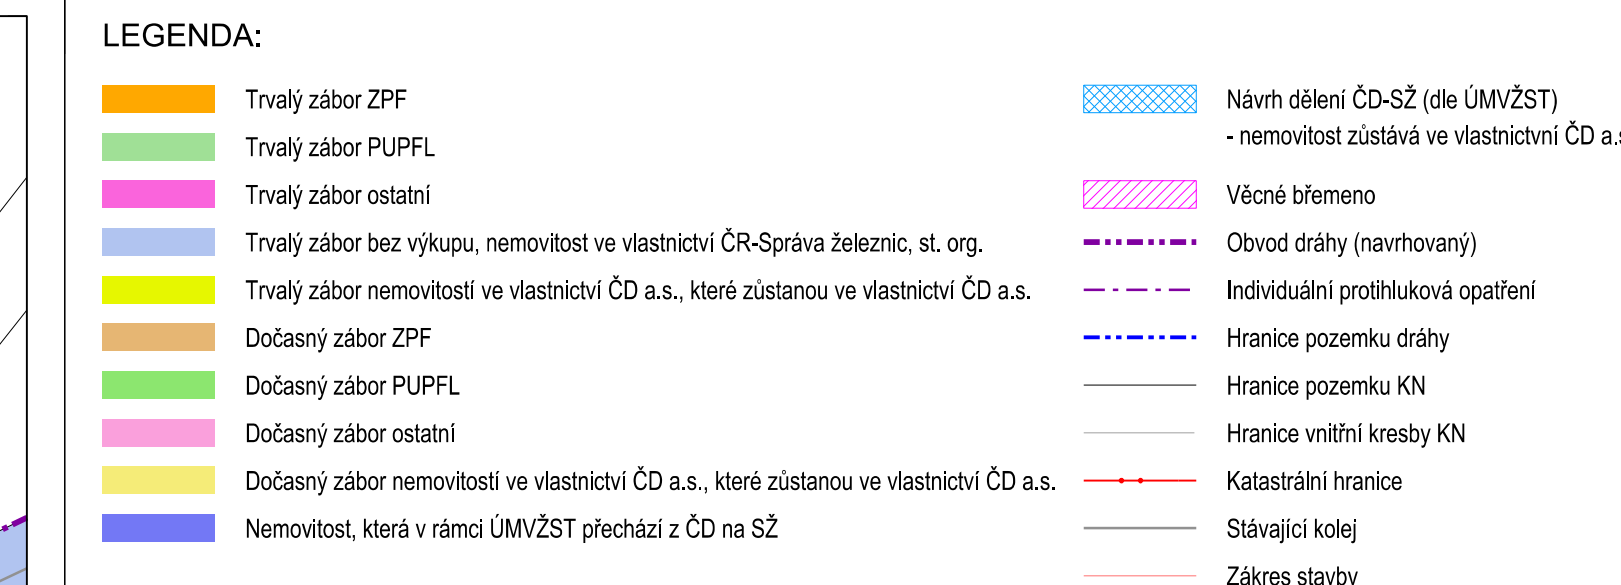 LEGENDA:
Trvalý zábor ZPF
Trvalý zábor PUPFL
Trvalý zábor ostatní
Trvalý zábor bez výkupu, nemovitost ve vlastnictví ČR-Správa železnic, st. org.
Trvalý zábor nemovitostí ve vlastnictví ČD a.s., které zůstanou ve vlastnictví ČD a.s.
Dočasný zábor ZPF
Dočasný zábor PUPFL
Dočasný zábor ostatní
Dočasný zábor nemovitostí ve vlastnictví ČD a.s., které zůstanou ve vlastnictví ČD a.s.
Nemovitost, která v rámci ÚMVŽST přechází z ČD na SŽ
Návrh dělení ČD-SŽ (dle ÚMVŽST)
- nemovitost zůstává ve vlastnictvní ČD a.s
Věcné břemeno
Obvod dráhy (navrhovaný)
Individuální protihluková opatření
Hranice pozemku dráhy
Hranice pozemku KN
Hranice vnitřní kresby KN
Katastrální hranice
Stávající kolej
Zákres stavby